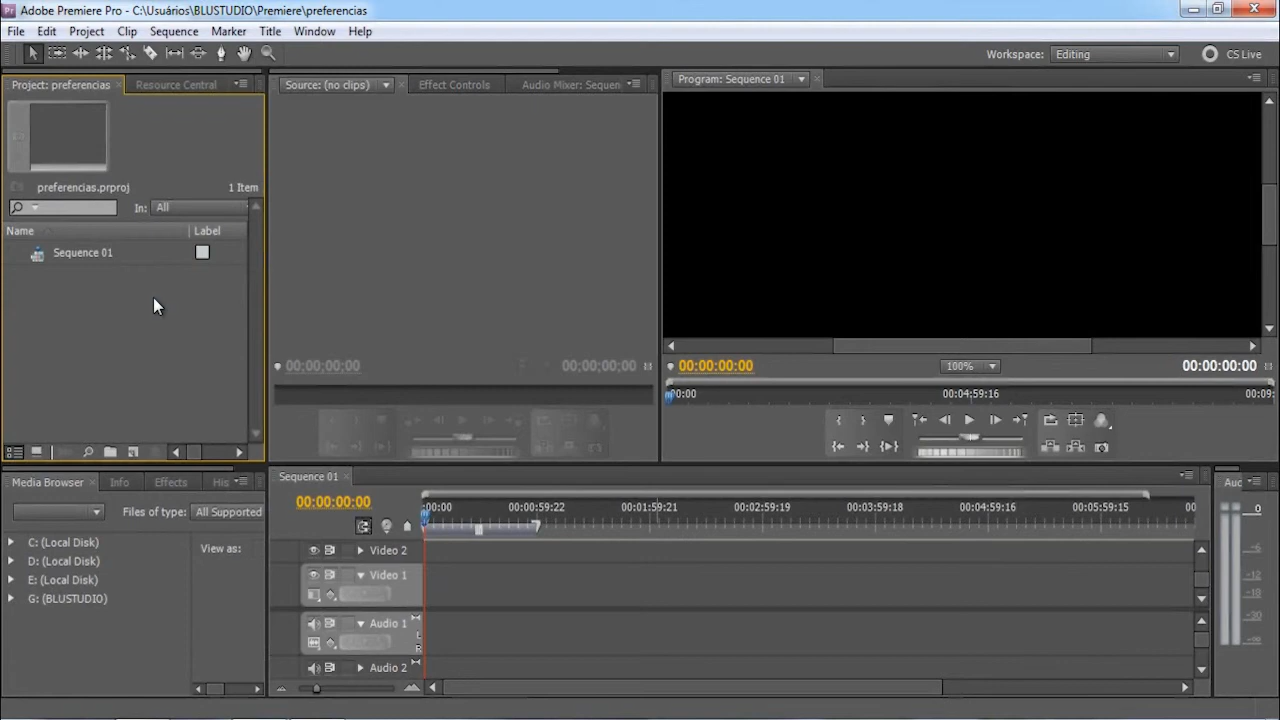 Adobe Premiere Pro - C:\Usuários\BLUSTUDIO\Premiere\preferencias
File Edit Project Clip Sequence Marker Title Window Help
Workspace: Editing CS Live
Project: preferencias Resource Central
Source: (no clips) Effect Controls Audio Mixer: Sequen
Program: Sequence 01
preferencias.prproj 1 Item
In: All
Name Label
Sequence 01
00;00;00;00 00;00;00;00
00:00:00:00 100% 00:00:00:00
00:00 00:04:59:16 00:09:
Media Browser Info Effects His
Files of type: All Supported
View as:
C: (Local Disk)
D: (Local Disk)
E: (Local Disk)
G: (BLUSTUDIO)
Sequence 01
00:00:00:00
:00:00 00:00:59:22 00:01:59:21 00:02:59:19 00:03:59:18 00:04:59:16 00:05:59:15 00
Video 2
Video 1
Audio 1
L
R
Audio 2
Auc
0
-6
-12
-18
-30
-∞